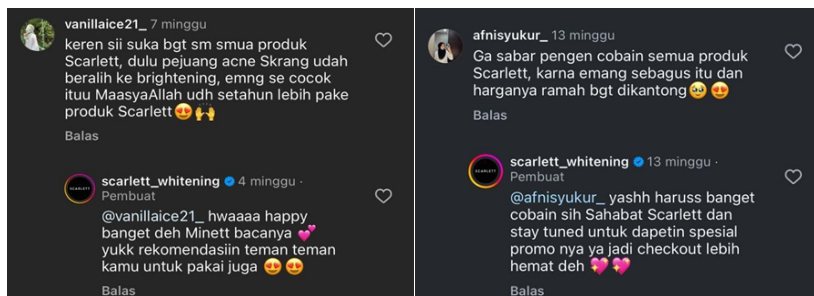 vanillaice21_ 7 minggu
keren sii suka bgt sm smua produk
Scarlett, dulu pejuang acne Skrang udah
beralih ke brightening, emng se cocok
ituu MaasyaAllah udh setahun lebih pake
produk Scarlett😍🙌
Balas
scarlett_whitening 4 minggu ·
Pembuat
@vanillaice21_ hwaaaa happy
banget deh Minett bacanya 💕
yukk rekomendasiin teman teman
kamu untuk pakai juga 😍😍
Balas
afnisyukur_ 13 minggu
Ga sabar pengen cobain semua produk
Scarlett, karna emang sebagus itu dan
harganya ramah bgt dikantong🥹😍
Balas
SCARLETT
scarlett_whitening 13 minggu ·
Pembuat
@afnisyukur_ yashh haruss banget
cobain sih Sahabat Scarlett dan
stay tuned untuk dapetin spesial
promo nya ya jadi checkout lebih
hemat deh 💖💖
Balas